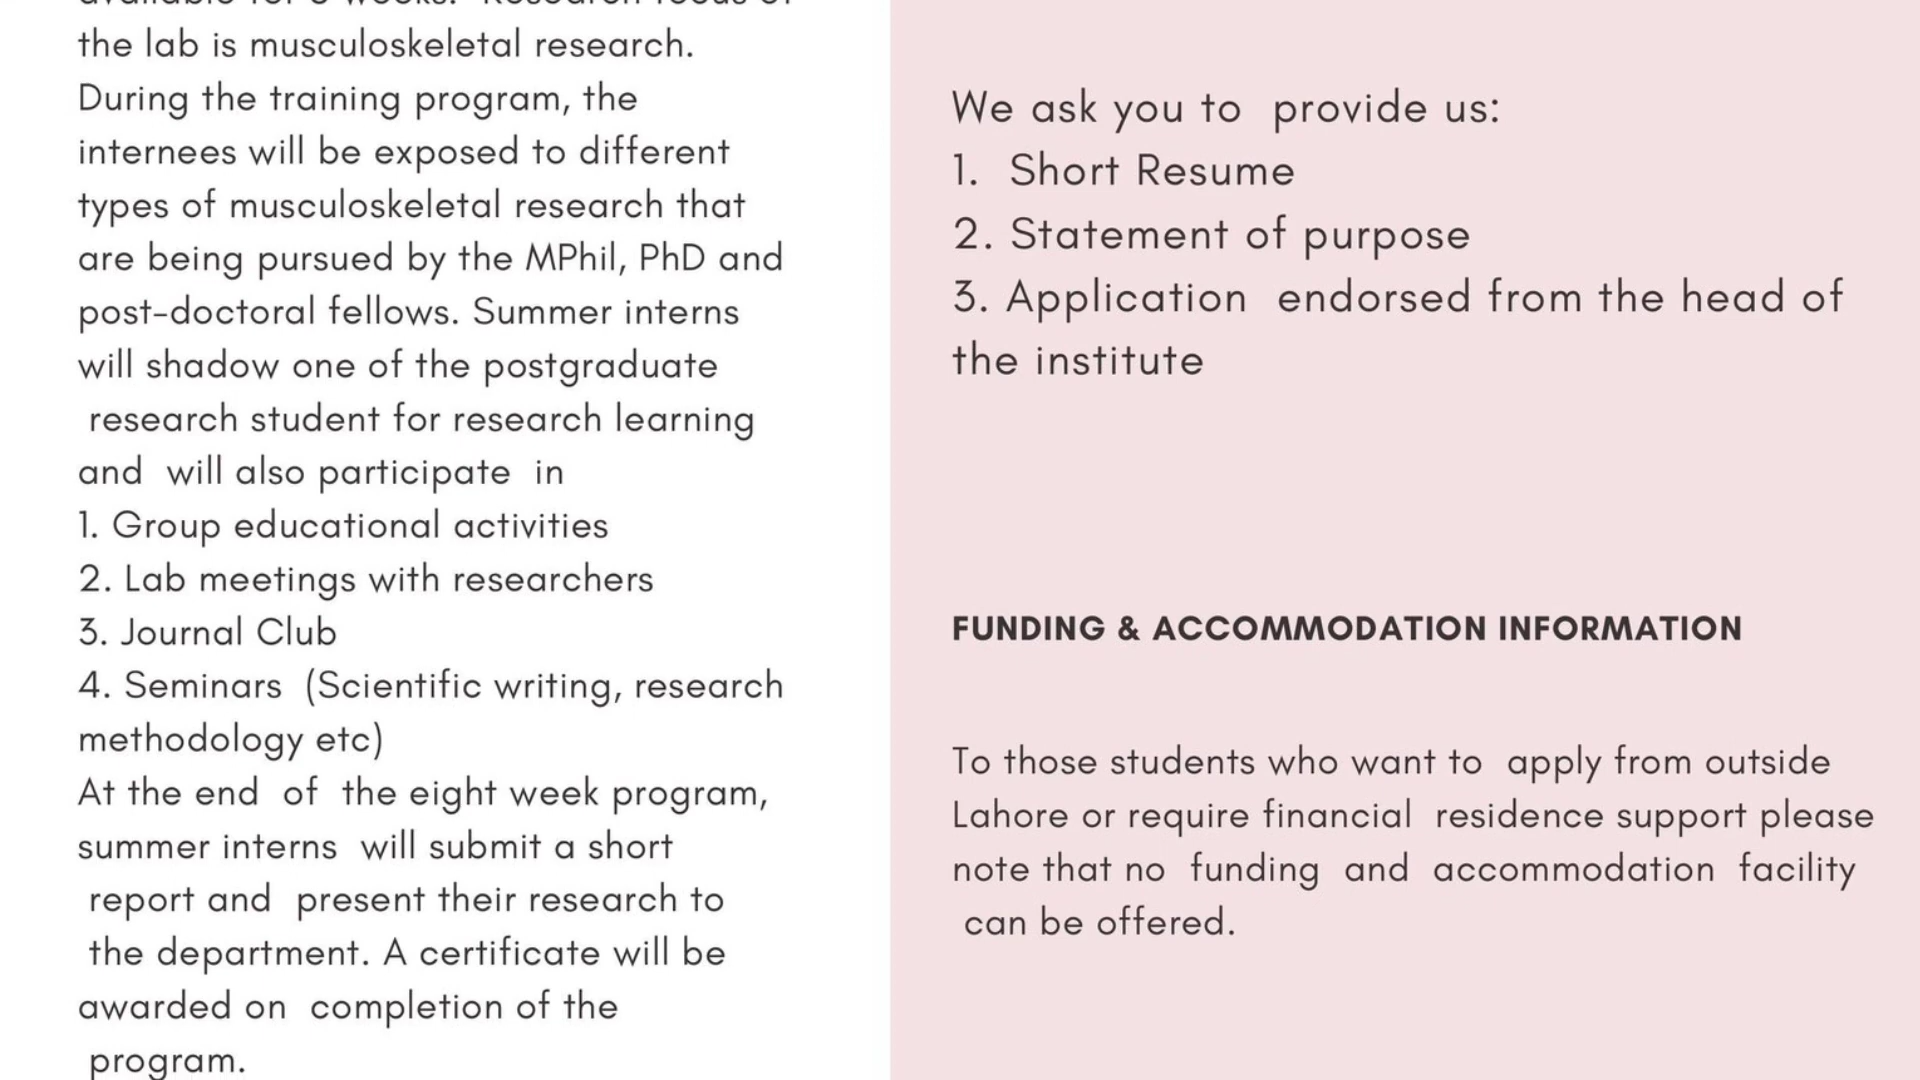 the lab is musculoskeletal research.
During the training program, the
internees will be exposed to different
types of musculoskeletal research that
are being pursued by the MPhil, PhD and
post-doctoral fellows. Summer interns
will shadow one of the postgraduate
research student for research learning
and will also participate in
1. Group educational activities
2. Lab meetings with researchers
3. Journal Club
4. Seminars (Scientific writing, research
methodology etc)
At the end of the eight week program,
summer interns will submit a short
report and present their research to
the department. A certificate will be
awarded on completion of the
program.
We ask you to provide us:
1. Short Resume
2. Statement of purpose
3. Application endorsed from the head of
the institute
FUNDING & ACCOMMODATION INFORMATION
To those students who want to apply from outside
Lahore or require financial residence support please
note that no funding and accommodation facility
can be offered.